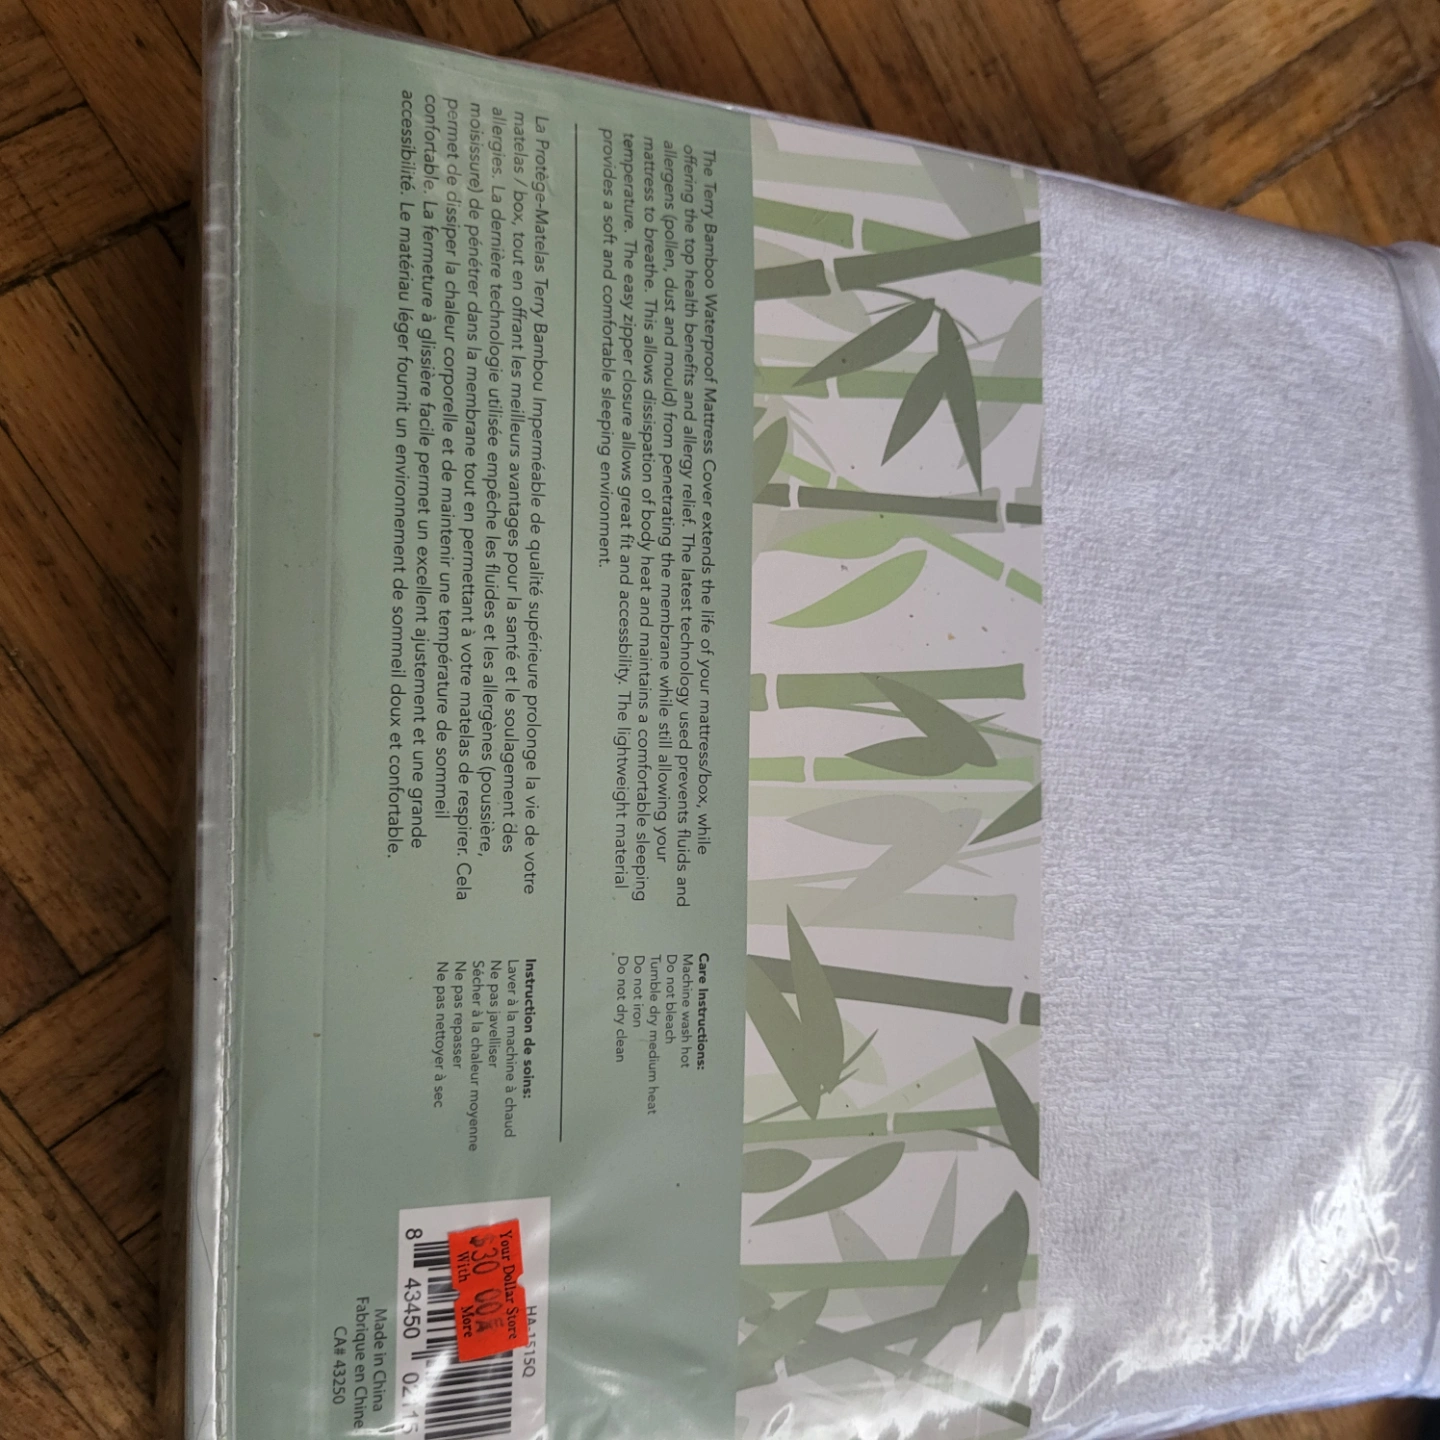 The Terry Bamboo Waterproof Mattress Cover extends the life of your mattress/box, while
offering the top health benefits and allergy relief. The latest technology used prevents fluids and
allergens (pollen, dust and mould) from penetrating the membrane while still allowing your
mattress to breathe. This allows dissispation of body heat and maintains a comfortable sleeping
temperature. The easy zipper closure allows great fit and accessbility. The lightweight material
provides a soft and comfortable sleeping environment.
Care Instructions:
Machine wash hot
Do not bleach
Tumble dry medium heat
Do not iron
Do not dry clean
La Protège-Matelas Terry Bambou Imperméable de qualité supérieure prolonge la vie de votre
matelas / box, tout en offrant les meilleurs avantages pour la santé et le soulagement des
allergies. La dernière technologie utilisée empêche les fluides et les allergènes (poussière,
moisissure) de pénétrer dans la membrane tout en permettant à votre matelas de respirer. Cela
permet de dissiper la chaleur corporelle et de maintenir une température de sommeil
confortable. La fermeture à glissière facile permet un excellent ajustement et une grande
accessibilité. Le matériau léger fournit un environnement de sommeil doux et confortable.
Instruction de soins:
Laver à la machine à chaud
Ne pas javelliser
Sécher à la chaleur moyenne
Ne pas repasser
Ne pas nettoyer à sec
Your Dollar Store
$30 00
With More
8 43450
Made in China
Fabrique en Chine
CA# 43250